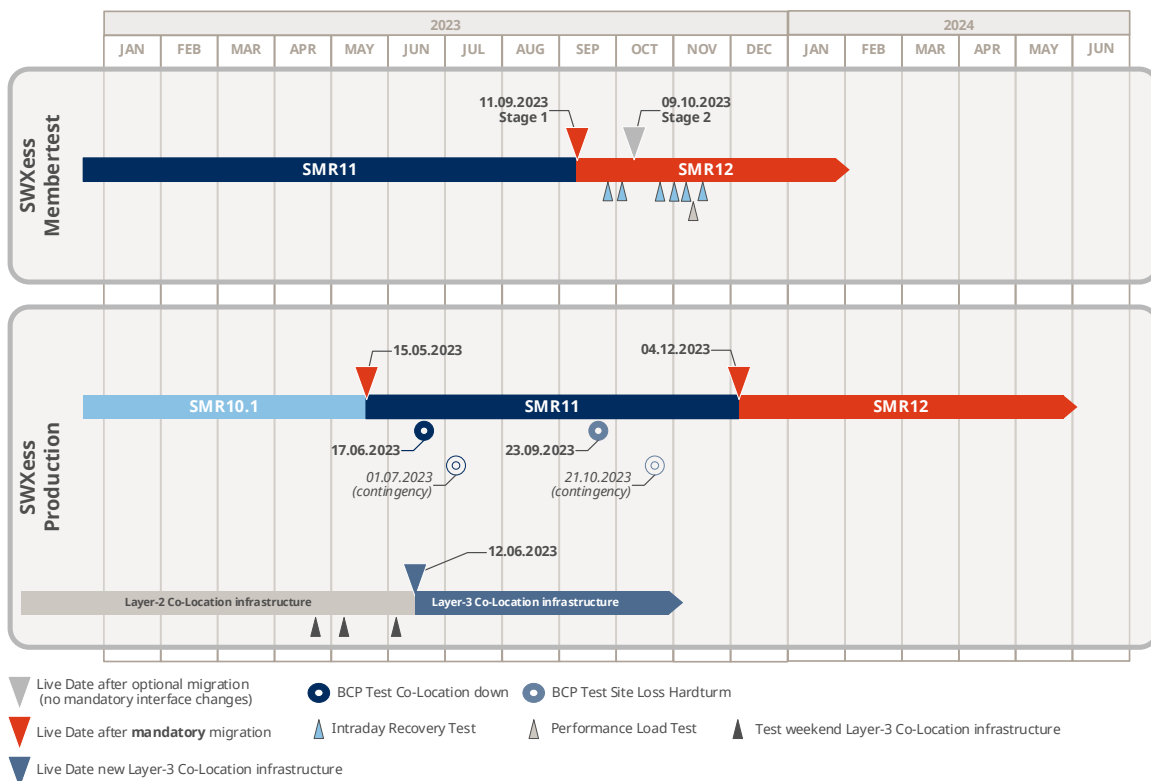 2023
2024
JAN
FEB
MAR
APR
MAY
JUN
JUL
AUG
SEP
OCT
NOV
DEC
JAN
FEB
MAR
APR
MAY
JUN
SWXess
Membertest
11.09.2023
Stage 1
09.10.2023
Stage 2
SMR11
SMR12
SWXess
Production
15.05.2023
04.12.2023
SMR10.1
SMR11
SMR12
17.06.2023
23.09.2023
01.07.2023
(contingency)
21.10.2023
(contingency)
12.06.2023
Layer-2 Co-Location infrastructure
Layer-3 Co-Location infrastructure
Live Date after optional migration
(no mandatory interface changes)
BCP Test Co-Location down
BCP Test Site Loss Hardturm
Live Date after mandatory migration
Intraday Recovery Test
Performance Load Test
Test weekend Layer-3 Co-Location infrastructure
Live Date new Layer-3 Co-Location infrastructure